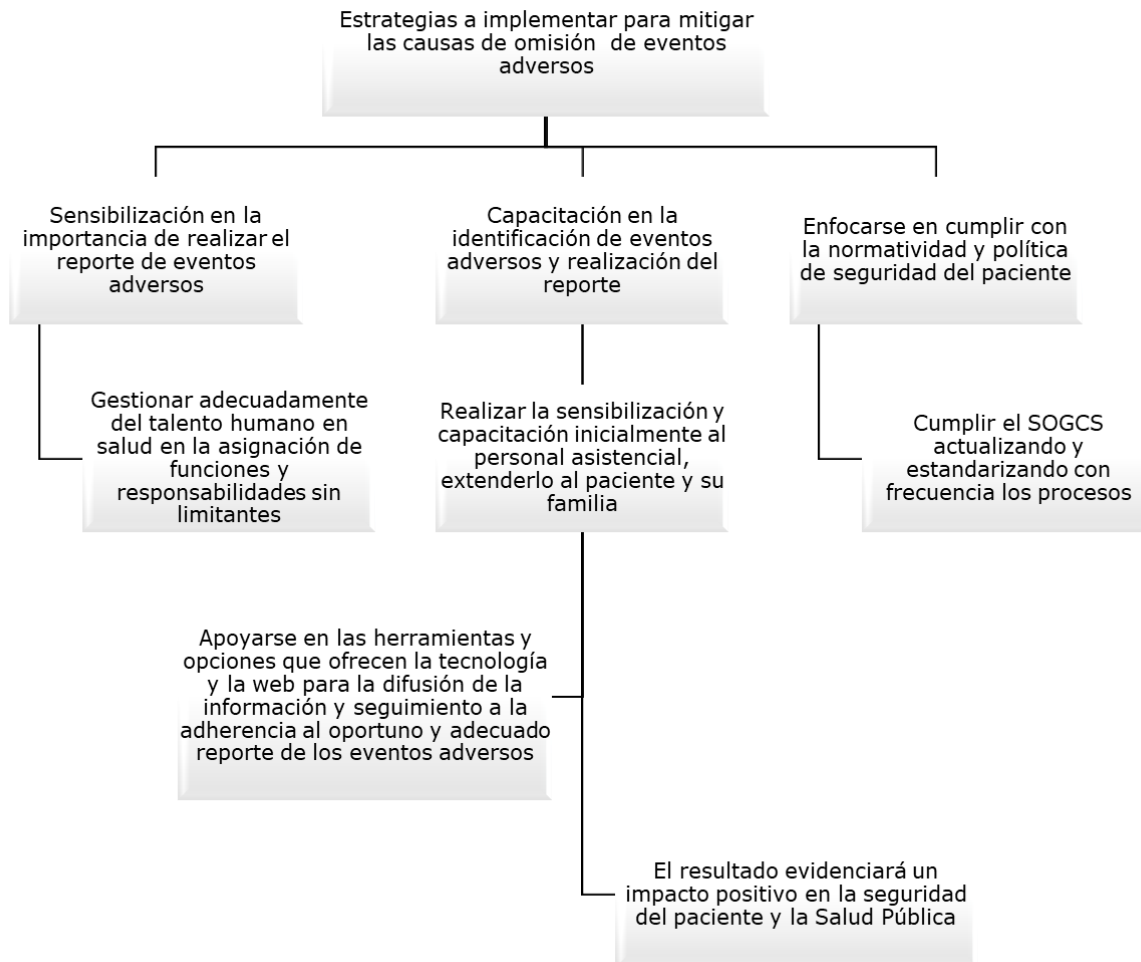 Estrategias a implementar para mitigar
las causas de omisión de eventos
adversos
Sensibilización en la
importancia de realizar el
reporte de eventos
adversos
Capacitación en la
identificación de eventos
adversos y realización del
reporte
Enfocarse en cumplir con
la normatividad y política
de seguridad del paciente
Gestionar adecuadamente
del talento humano en
salud en la asignación de
funciones y
responsabilidades sin
limitantes
Realizar la sensibilización y
capacitación inicialmente al
personal asistencial,
extenderlo al paciente y su
familia
Cumplir el SOGCS
actualizando y
estandarizando con
frecuencia los procesos
Apoyarse en las herramientas y
opciones que ofrecen la tecnología
y la web para la difusión de la
información y seguimiento a la
adherencia al oportuno y adecuado
reporte de los eventos adversos
El resultado evidenciará un
impacto positivo en la seguridad
del paciente y la Salud Pública